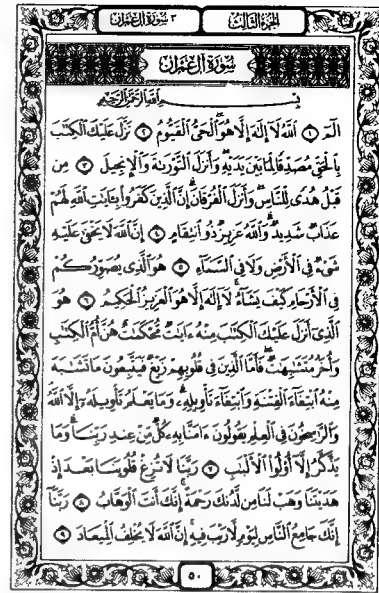 الجزء الثالث ٣ سورة آل عمران
سورة آل عمران
بسم الله الرحمن الرحيم
الٓمٓ ١ ٱللَّهُ لَآ إِلَٰهَ إِلَّا هُوَ ٱلْحَىُّ ٱلْقَيُّومُ ٢ نَزَّلَ عَلَيْكَ ٱلْكِتَٰبَ
بِٱلْحَقِّ مُصَدِّقًا لِّمَا بَيْنَ يَدَيْهِ وَأَنزَلَ ٱلتَّوْرَىٰةَ وَٱلْإِنجِيلَ ٣ مِن
قَبْلُ هُدًى لِّلنَّاسِ وَأَنزَلَ ٱلْفُرْقَانَ إِنَّ ٱلَّذِينَ كَفَرُوا۟ بِـَٔايَٰتِ ٱللَّهِ لَهُمْ
عَذَابٌ شَدِيدٌ وَٱللَّهُ عَزِيزٌ ذُو ٱنتِقَامٍ ٤ إِنَّ ٱللَّهَ لَا يَخْفَىٰ عَلَيْهِ
شَىْءٌ فِى ٱلْأَرْضِ وَلَا فِى ٱلسَّمَآءِ ٥ هُوَ ٱلَّذِى يُصَوِّرُكُمْ
فِى ٱلْأَرْحَامِ كَيْفَ يَشَآءُ لَآ إِلَٰهَ إِلَّا هُوَ ٱلْعَزِيزُ ٱلْحَكِيمُ ٦ هُوَ
ٱلَّذِىٓ أَنزَلَ عَلَيْكَ ٱلْكِتَٰبَ مِنْهُ ءَايَٰتٌ مُّحْكَمَٰتٌ هُنَّ أُمُّ ٱلْكِتَٰبِ
وَأُخَرُ مُتَشَٰبِهَٰتٌ فَأَمَّا ٱلَّذِينَ فِى قُلُوبِهِمْ زَيْغٌ فَيَتَّبِعُونَ مَا تَشَٰبَهَ
مِنْهُ ٱبْتِغَآءَ ٱلْفِتْنَةِ وَٱبْتِغَآءَ تَأْوِيلِهِۦ وَمَا يَعْلَمُ تَأْوِيلَهُۥٓ إِلَّا ٱللَّهُ
وَٱلرَّٰسِخُونَ فِى ٱلْعِلْمِ يَقُولُونَ ءَامَنَّا بِهِۦ كُلٌّ مِّنْ عِندِ رَبِّنَا وَمَا
يَذَّكَّرُ إِلَّآ أُو۟لُوا۟ ٱلْأَلْبَٰبِ ٧ رَبَّنَا لَا تُزِغْ قُلُوبَنَا بَعْدَ إِذْ
هَدَيْتَنَا وَهَبْ لَنَا مِن لَّدُنكَ رَحْمَةً إِنَّكَ أَنتَ ٱلْوَهَّابُ ٨ رَبَّنَآ
إِنَّكَ جَامِعُ ٱلنَّاسِ لِيَوْمٍ لَّا رَيْبَ فِيهِ إِنَّ ٱللَّهَ لَا يُخْلِفُ ٱلْمِيعَادَ ٩
٥٠